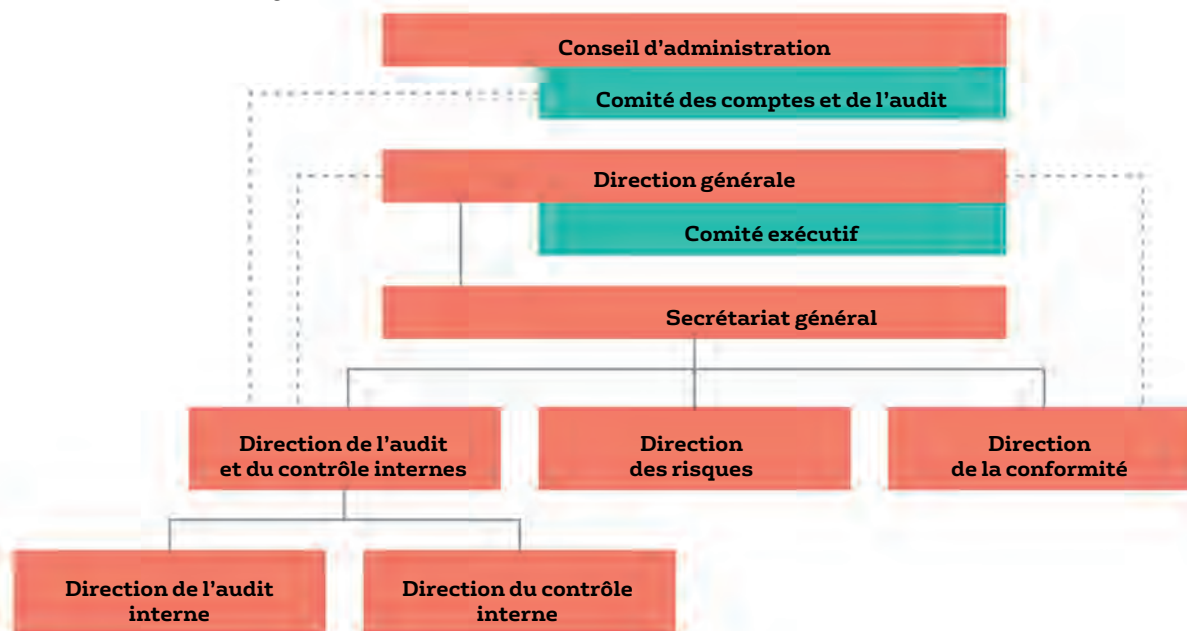 Conseil d'administration
Comité des comptes et de l'audit
Direction générale
Comité exécutif
Secrétariat général
Direction de l'audit
et du contrôle internes
Direction
des risques
Direction
de la conformité
Direction de l'audit
interne
Direction du contrôle
interne